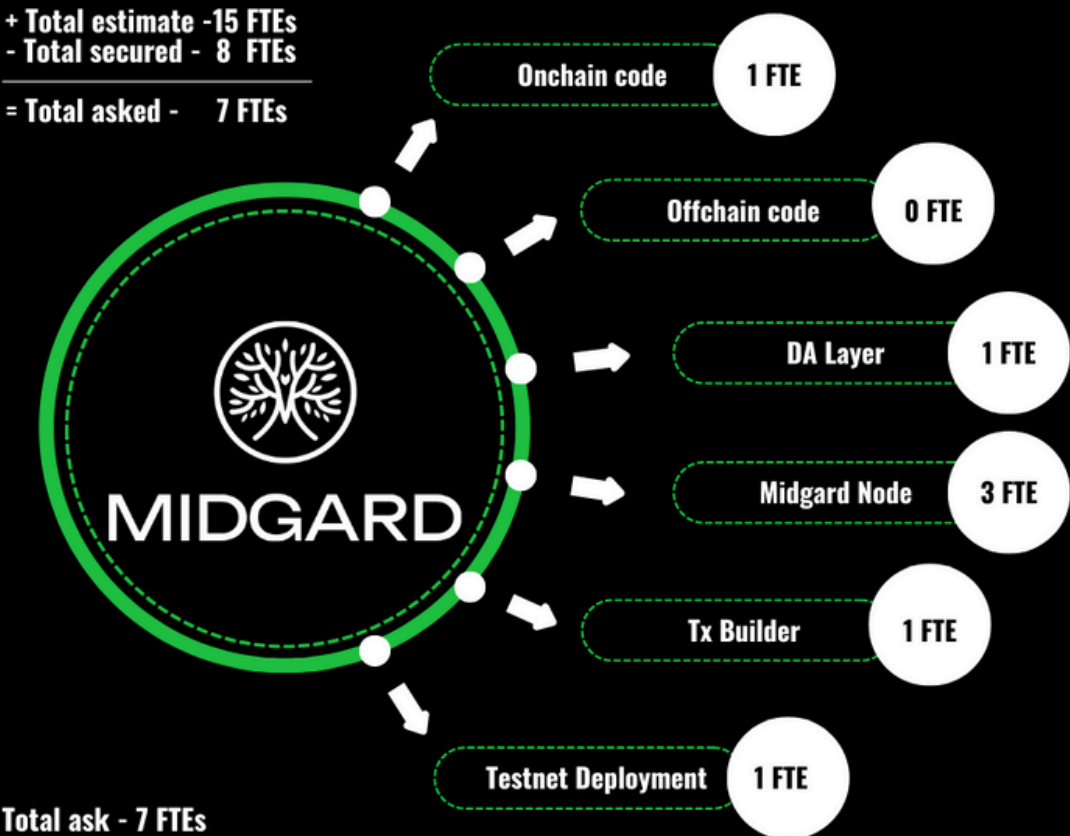 + Total estimate -15 FTEs
- Total secured - 8 FTEs
= Total asked - 7 FTEs
Onchain code 1 FTE
Offchain code 0 FTE
DA Layer 1 FTE
MIDGARD
Midgard Node 3 FTE
Tx Builder 1 FTE
Testnet Deployment 1 FTE
Total ask - 7 FTEs